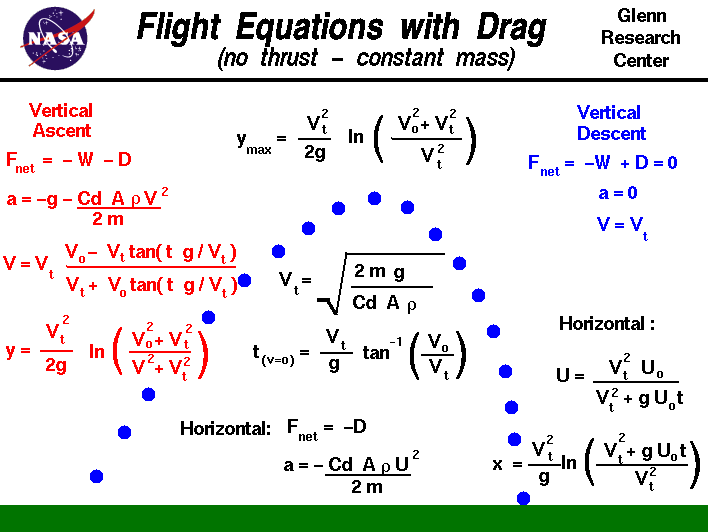 NASA
Flight Equations with Drag
(no thrust – constant mass)
Glenn
Research
Center
Vertical
Ascent
F_net = – W – D
a = –g – (Cd A ρ V^2) / (2 m)
V = V_t (V_o – V_t tan( t g / V_t )) / (V_t + V_o tan( t g / V_t ))
y = (V_t^2 / 2g) ln ( (V_o^2 + V_t^2) / (V^2 + V_t^2) )
y_max = (V_t^2 / 2g) ln ( (V_o^2 + V_t^2) / V_t^2 )
V_t = √( (2 m g) / (Cd A ρ) )
t_(v=o) = (V_t / g) tan^-1 ( V_o / V_t )
Horizontal: F_net = –D
a = – (Cd A ρ U^2) / (2 m)
Vertical
Descent
F_net = –W + D = 0
a = 0
V = V_t
Horizontal :
U = (V_t^2 U_o) / (V_t^2 + g U_o t)
x = (V_t^2 / g) ln ( (V_t^2 + g U_o t) / V_t^2 )